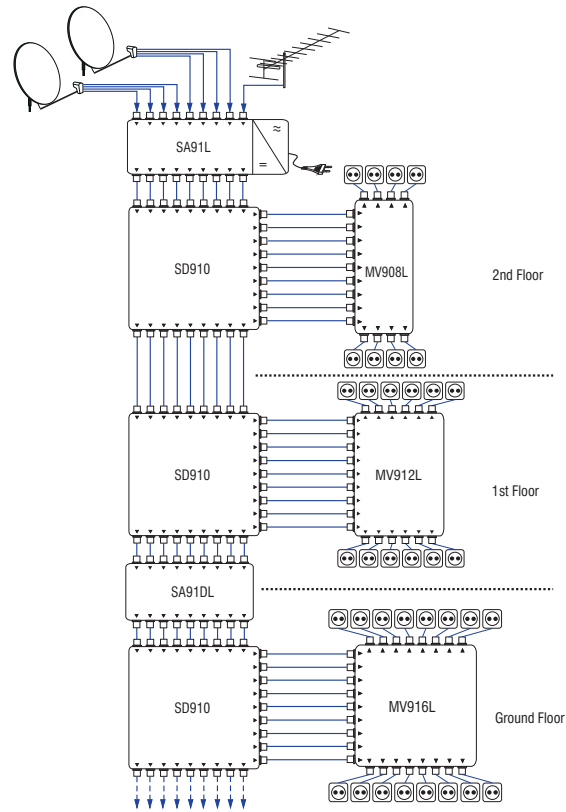 SA91L
≈
=
SD910
MV908L
2nd Floor
SD910
MV912L
1st Floor
SA91DL
SD910
MV916L
Ground Floor